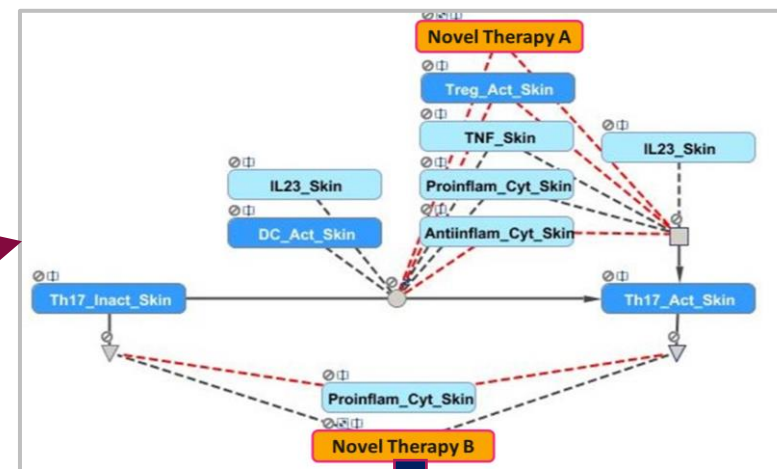 Novel Therapy A
Treg_Act_Skin
TNF_Skin
IL23_Skin
IL23_Skin
Proinflam_Cyt_Skin
DC_Act_Skin
Antiinflam_Cyt_Skin
Th17_Inact_Skin
Th17_Act_Skin
Proinflam_Cyt_Skin
Novel Therapy B